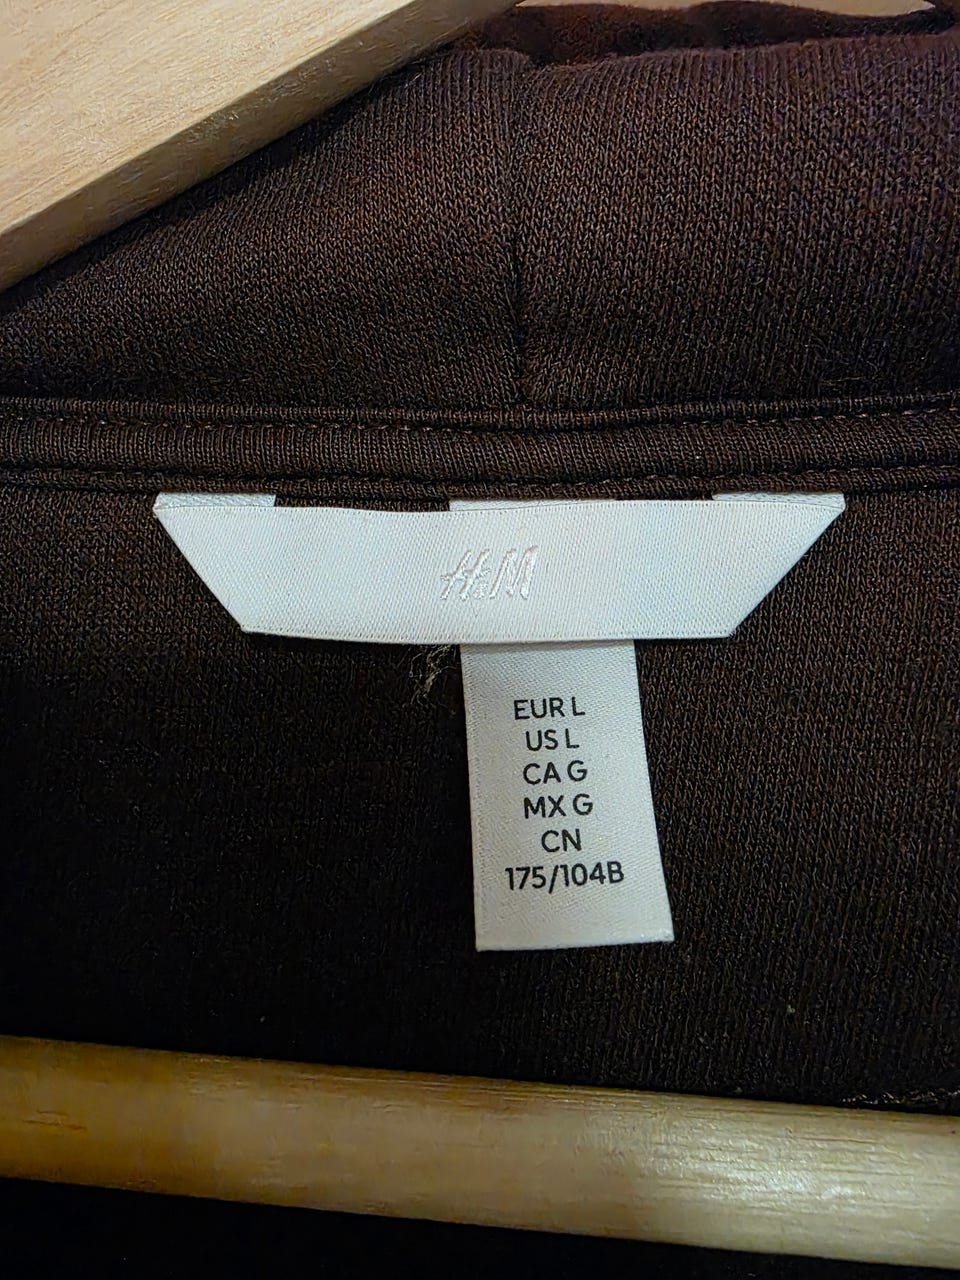 H&M
EUR L
US L
CA G
MX G
CN
175/104B